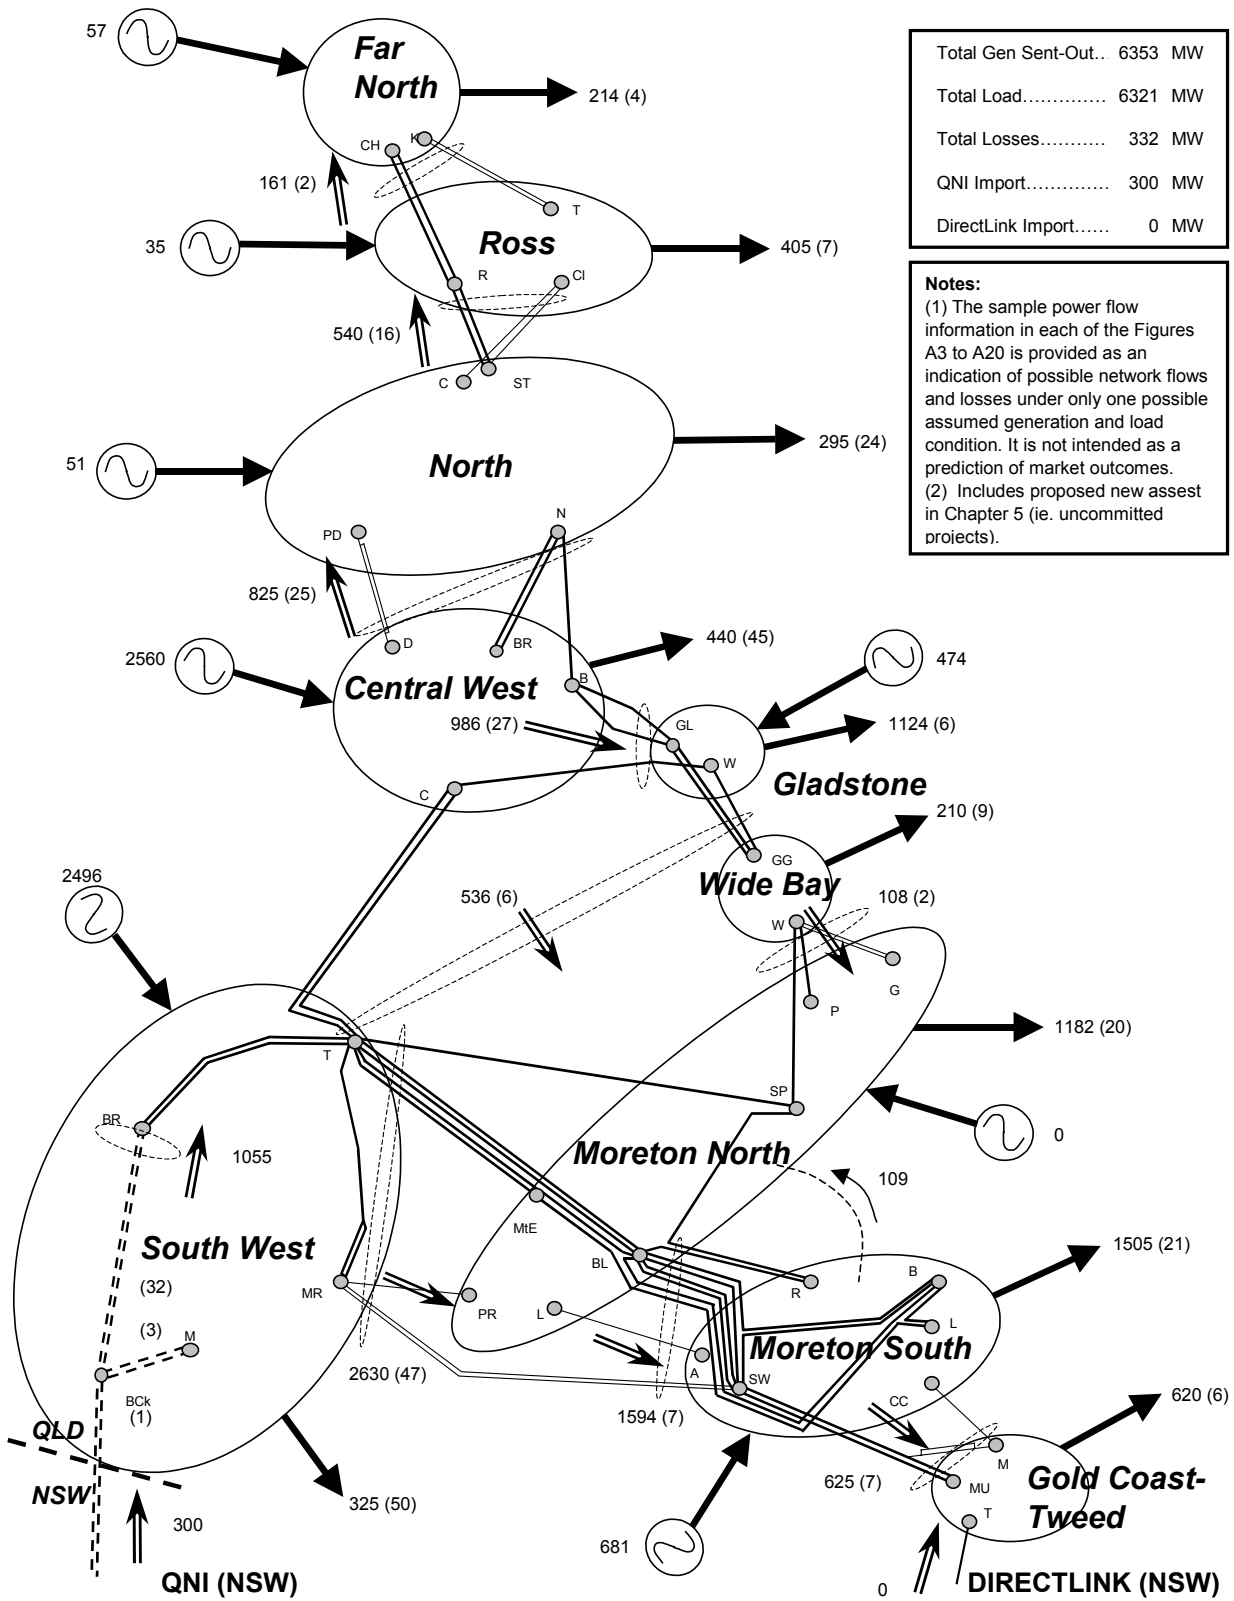 57
Far
North
214 (4)
K
CH
161 (2)
T
35
Ross
405 (7)
R
Cl
540 (16)
C
ST
51
North
295 (24)
N
PD
825 (25)
D
BR
440 (45)
2560
474
Central West
B
986 (27)
GL
1124 (6)
W
Gladstone
C
210 (9)
GG
Wide Bay
2496
536 (6)
108 (2)
W
G
P
1182 (20)
T
SP
BR
0
1055
Moreton North
109
MtE
South West
1505 (21)
(32)
BL
B
MR
R
PR
L
L
(3)
M
Moreton South
2630 (47)
A
SW
BCk
(1)
1594 (7)
CC
620 (6)
QLD
M
625 (7)
MU
Gold Coast-
Tweed
NSW
325 (50)
T
300
681
QNI (NSW)
0
DIRECTLINK (NSW)
Total Gen Sent-Out.. 6353 MW
Total Load.............. 6321 MW
Total Losses.......... 332 MW
QNI Import.............. 300 MW
DirectLink Import...... 0 MW
Notes:
(1) The sample power flow
information in each of the Figures
A3 to A20 is provided as an
indication of possible network flows
and losses under only one possible
assumed generation and load
condition. It is not intended as a
prediction of market outcomes.
(2) Includes proposed new assest
in Chapter 5 (ie. uncommitted
projects).